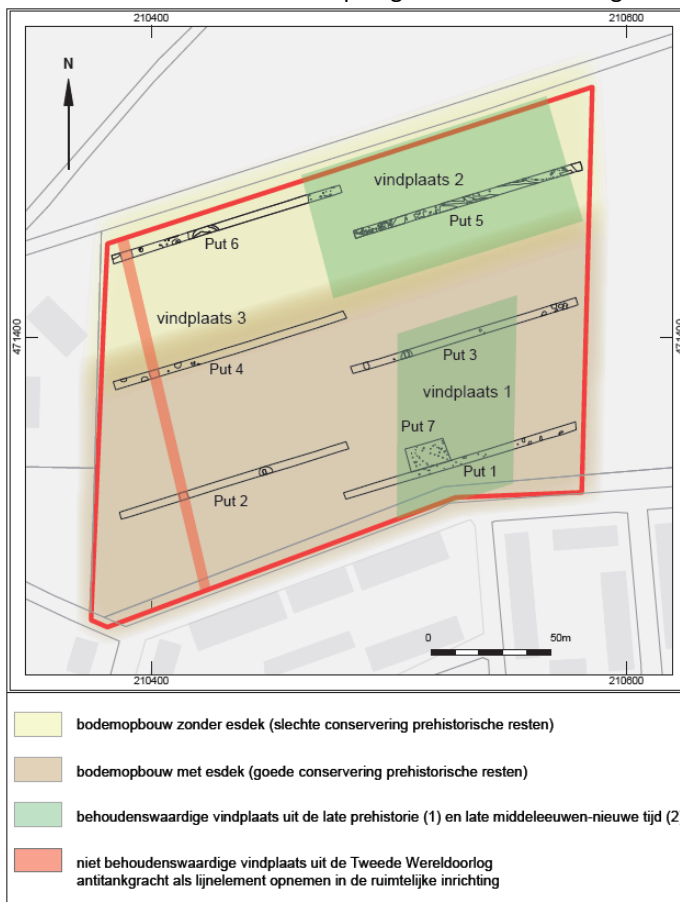 210400
210600
N
vindplaats 2
Put 5
Put 6
471400
471400
vindplaats 3
Put 4
Put 3
vindplaats 1
Put 7
Put 1
Put 2
0
50m
210400
210600
bodemopbouw zonder esdek (slechte conservering prehistorische resten)
bodemopbouw met esdek (goede conservering prehistorische resten)
behoudenswaardige vindplaats uit de late prehistorie (1) en late middeleeuwen-nieuwe tijd (2)
niet behoudenswaardige vindplaats uit de Tweede Wereldoorlog
antitankgracht als lijnelement opnemen in de ruimtelijke inrichting